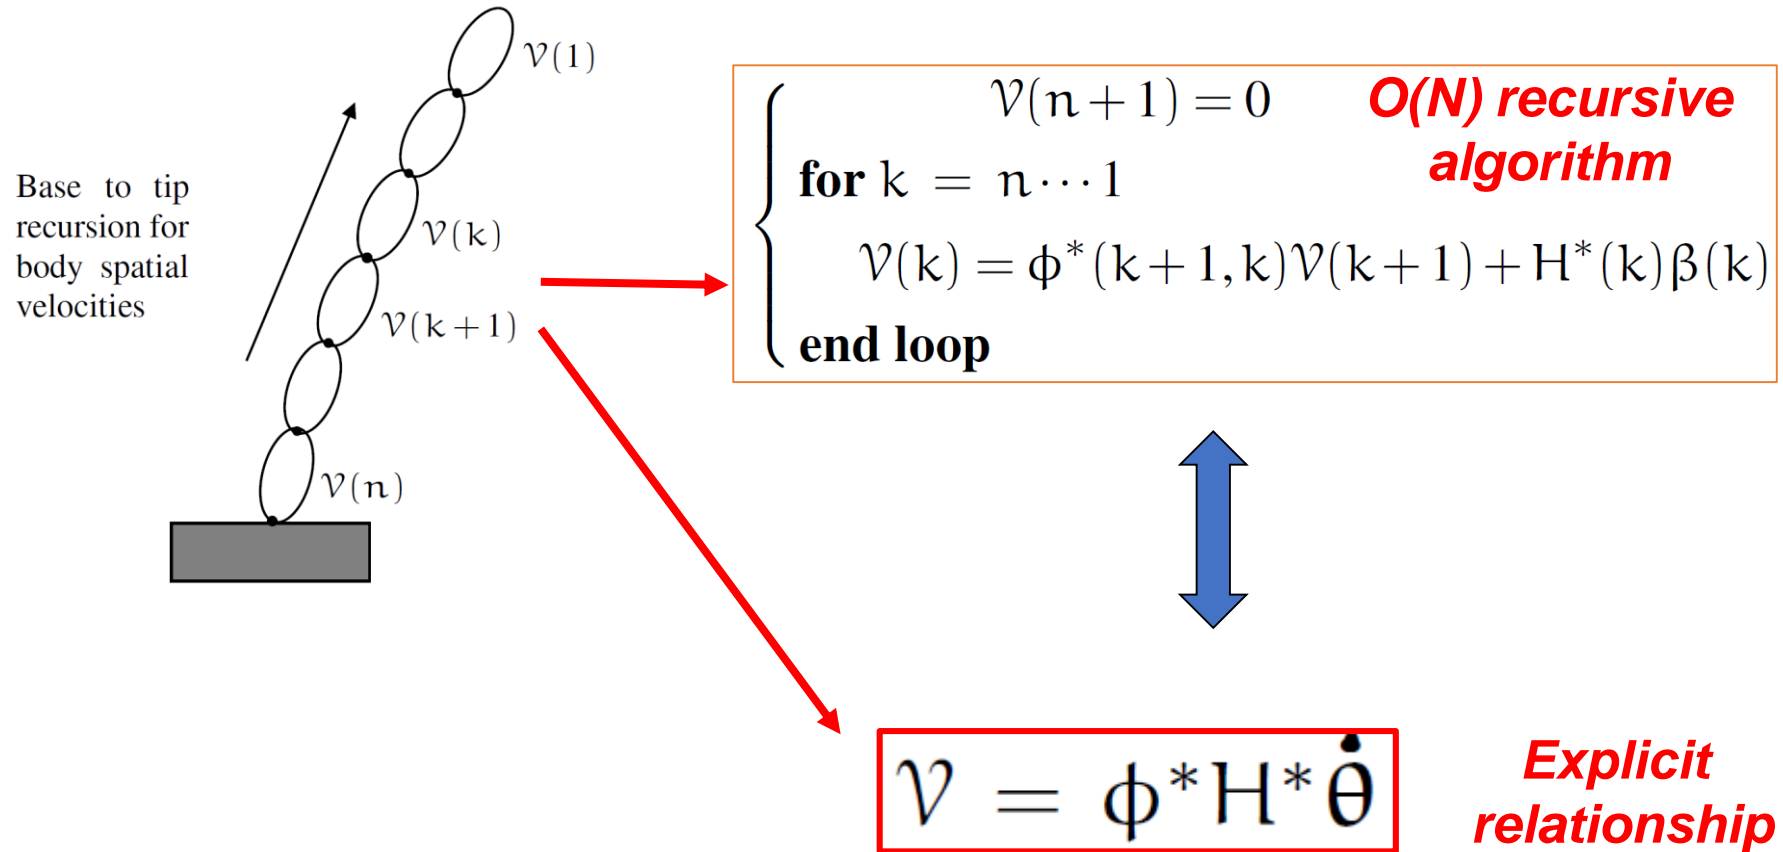 𝒱(1)
Base to tip
recursion for
body spatial
velocities
𝒱(k)
𝒱(k+1)
𝒱(n)
𝒱(n+1) = 0
O(N) recursive
algorithm
for k = n⋯1
𝒱(k) = ϕ*(k+1,k)𝒱(k+1)+H*(k)β(k)
end loop
𝒱 = ϕ*H*θ̇
Explicit
relationship